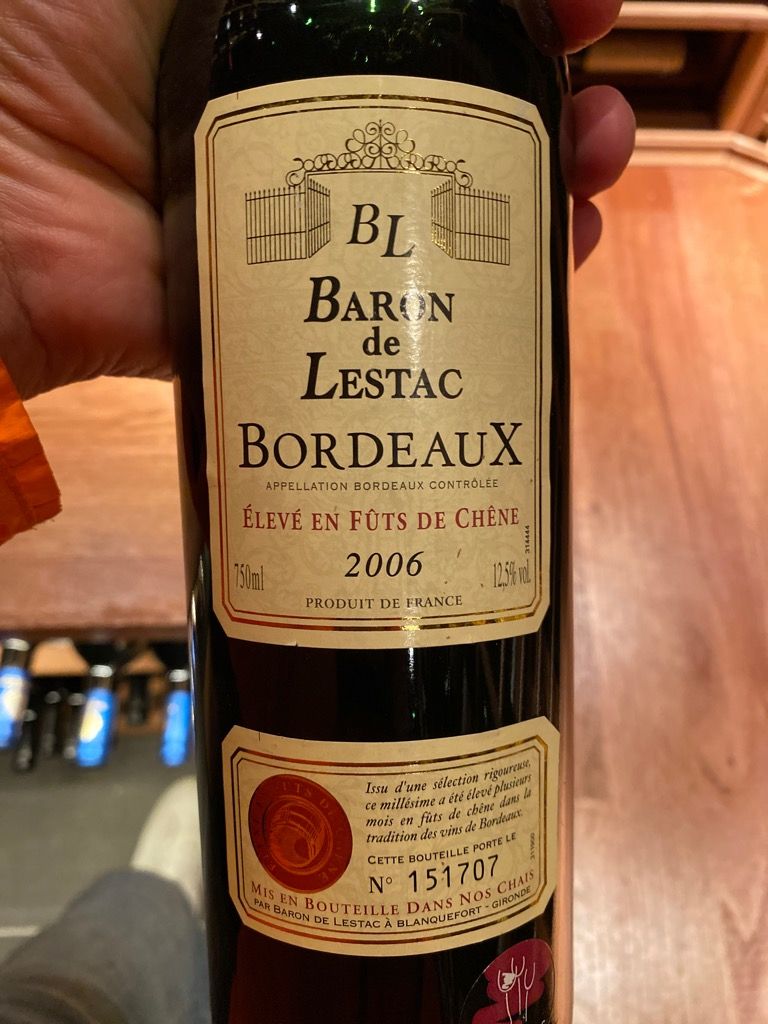 BL
BARON
de
LESTAC
BORDEAUX
APPELLATION BORDEAUX CONTRÔLÉE
ÉLEVÉ EN FÛTS DE CHÊNE
314444
2006
750ml
12,5% vol.
PRODUIT DE FRANCE
Issu d'une sélection rigoureuse,
ce millésime a été élevé plusieurs
mois en fûts de chêne dans la
tradition des vins de Bordeaux.
CETTE BOUTEILLE PORTE LE
N° 151707
MIS EN BOUTEILLE DANS NOS CHAIS
PAR BARON DE LESTAC À BLANQUEFORT - GIRONDE